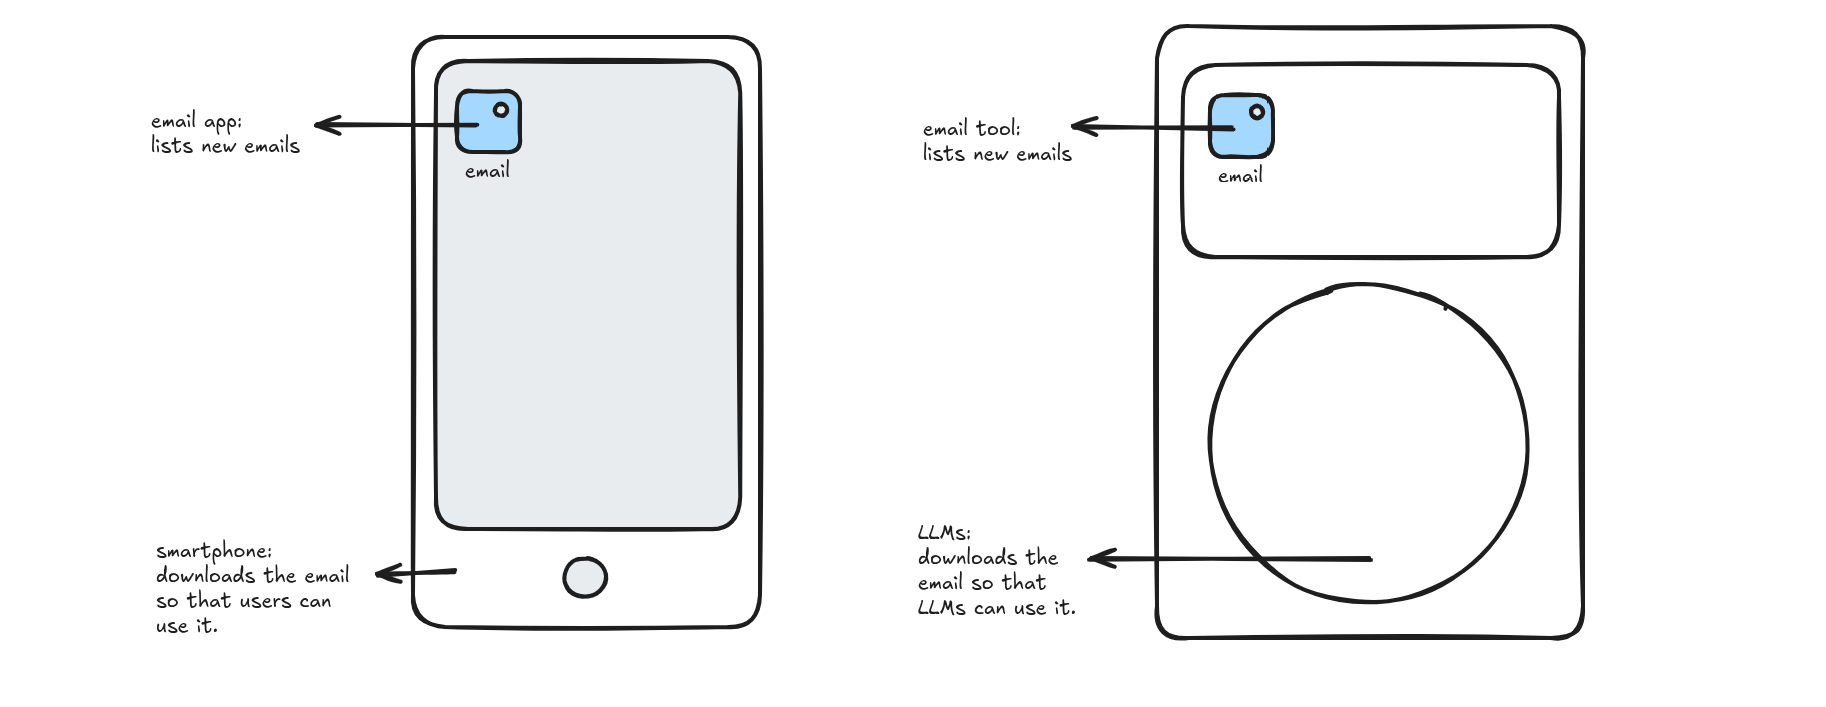 email app:
lists new emails
email
smartphone:
downloads the email
so that users can
use it.
email tool:
lists new emails
email
LLMs:
downloads the
email so that
LLMs can use it.